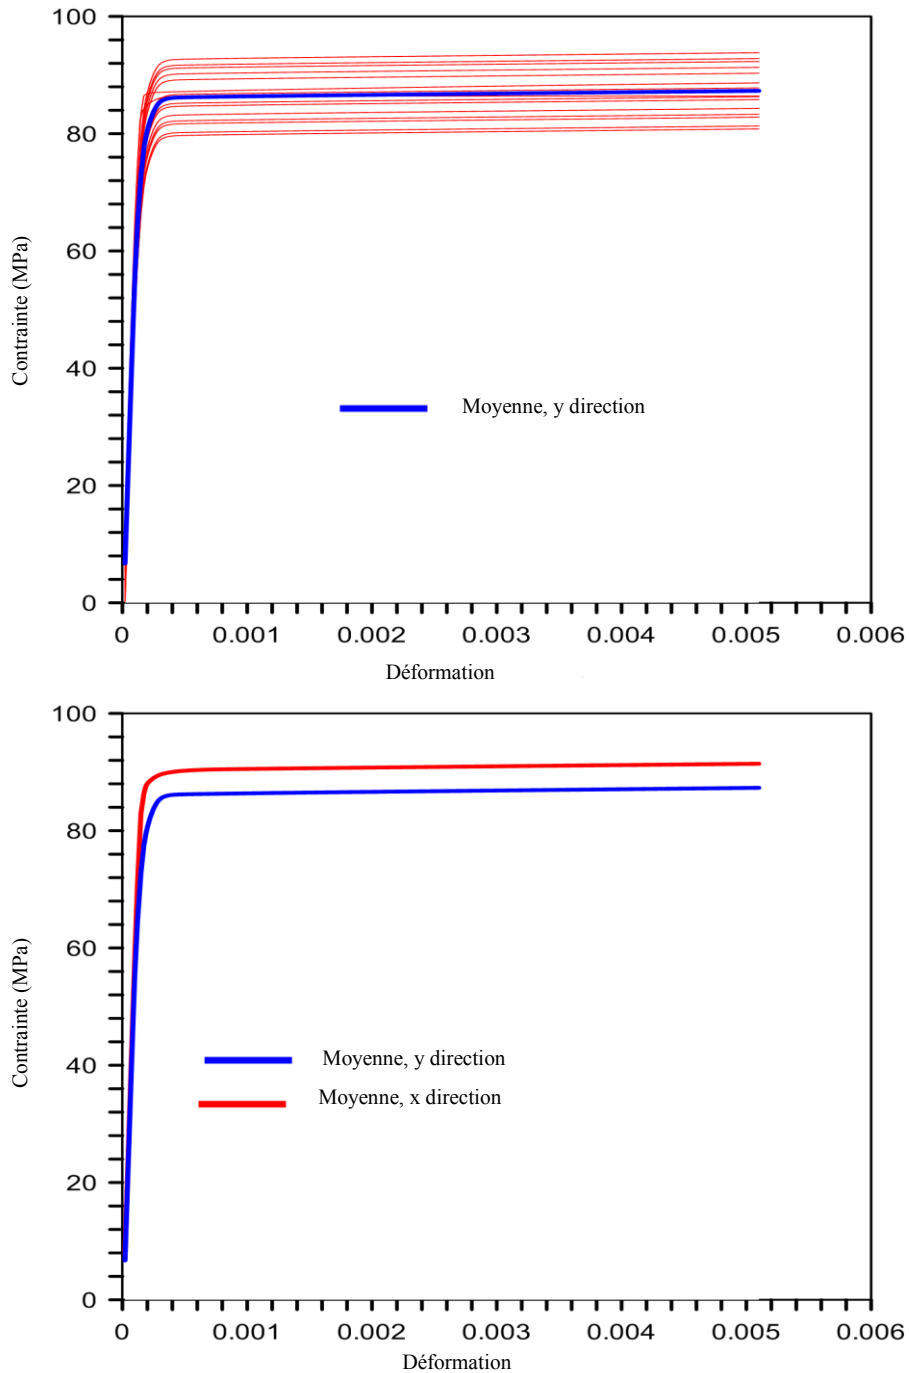 100
80
60
40
20
0
Contrainte (MPa)
Moyenne, y direction
0 0.001 0.002 0.003 0.004 0.005 0.006
Déformation
100
80
60
40
20
0
Contrainte (MPa)
Moyenne, y direction
Moyenne, x direction
0 0.001 0.002 0.003 0.004 0.005 0.006
Déformation